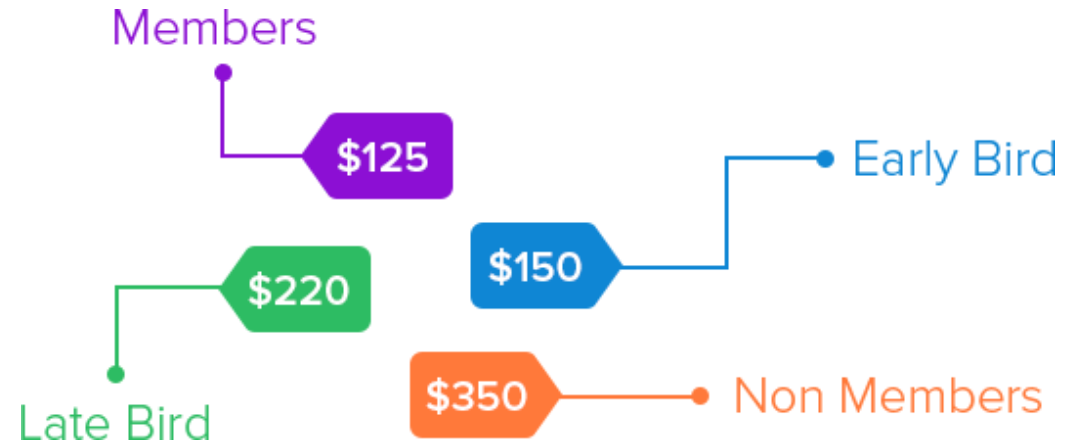 Members
$125
Early Bird
$150
$220
Late Bird
$350
Non Members